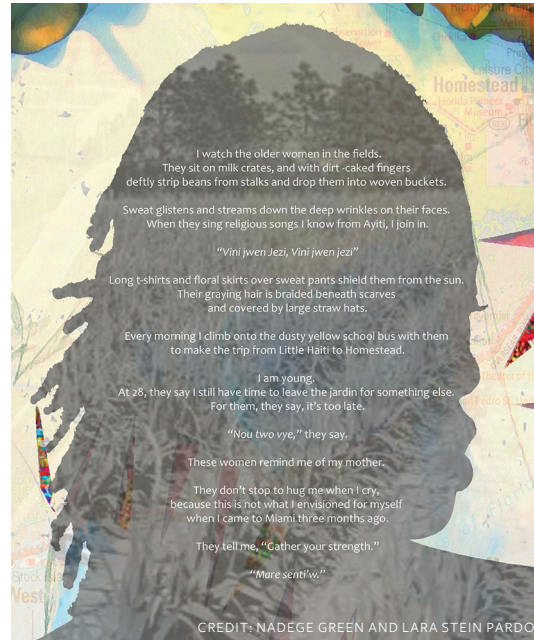 Leisure City
Homestead
Florida Pioneer
Museum
I watch the older women in the fields.
They sit on milk crates, and with dirt -caked fingers
deftly strip beans from stalks and drop them into woven buckets.
Sweat glistens and streams down the deep wrinkles on their faces.
When they sing religious songs I know from Ayiti, I join in.
“Vini jwen Jezi, Vini jwen jezi”
Long t-shirts and floral skirts over sweat pants shield them from the sun.
Their graying hair is braided beneath scarves
and covered by large straw hats.
Every morning I climb onto the dusty yellow school bus with them
to make the trip from Little Haiti to Homestead.
I am young.
At 28, they say I still have time to leave the jardin for something else.
For them, they say, it’s too late.
“Nou two vye,” they say.
These women remind me of my mother.
They don’t stop to hug me when I cry,
because this is not what I envisioned for myself
when I came to Miami three months ago.
They tell me, “Gather your strength.”
“Mare senti’w.”
Stock
West
CREDIT: NADEGE GREEN AND LARA STEIN PARDO